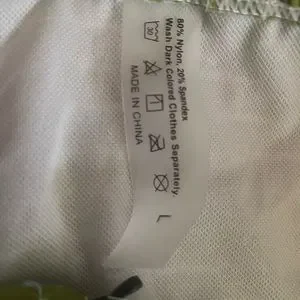 80% Nylon, 20% Spandex
Wash Dark Colored Clothes Separately.
30
MADE IN CHINA
L